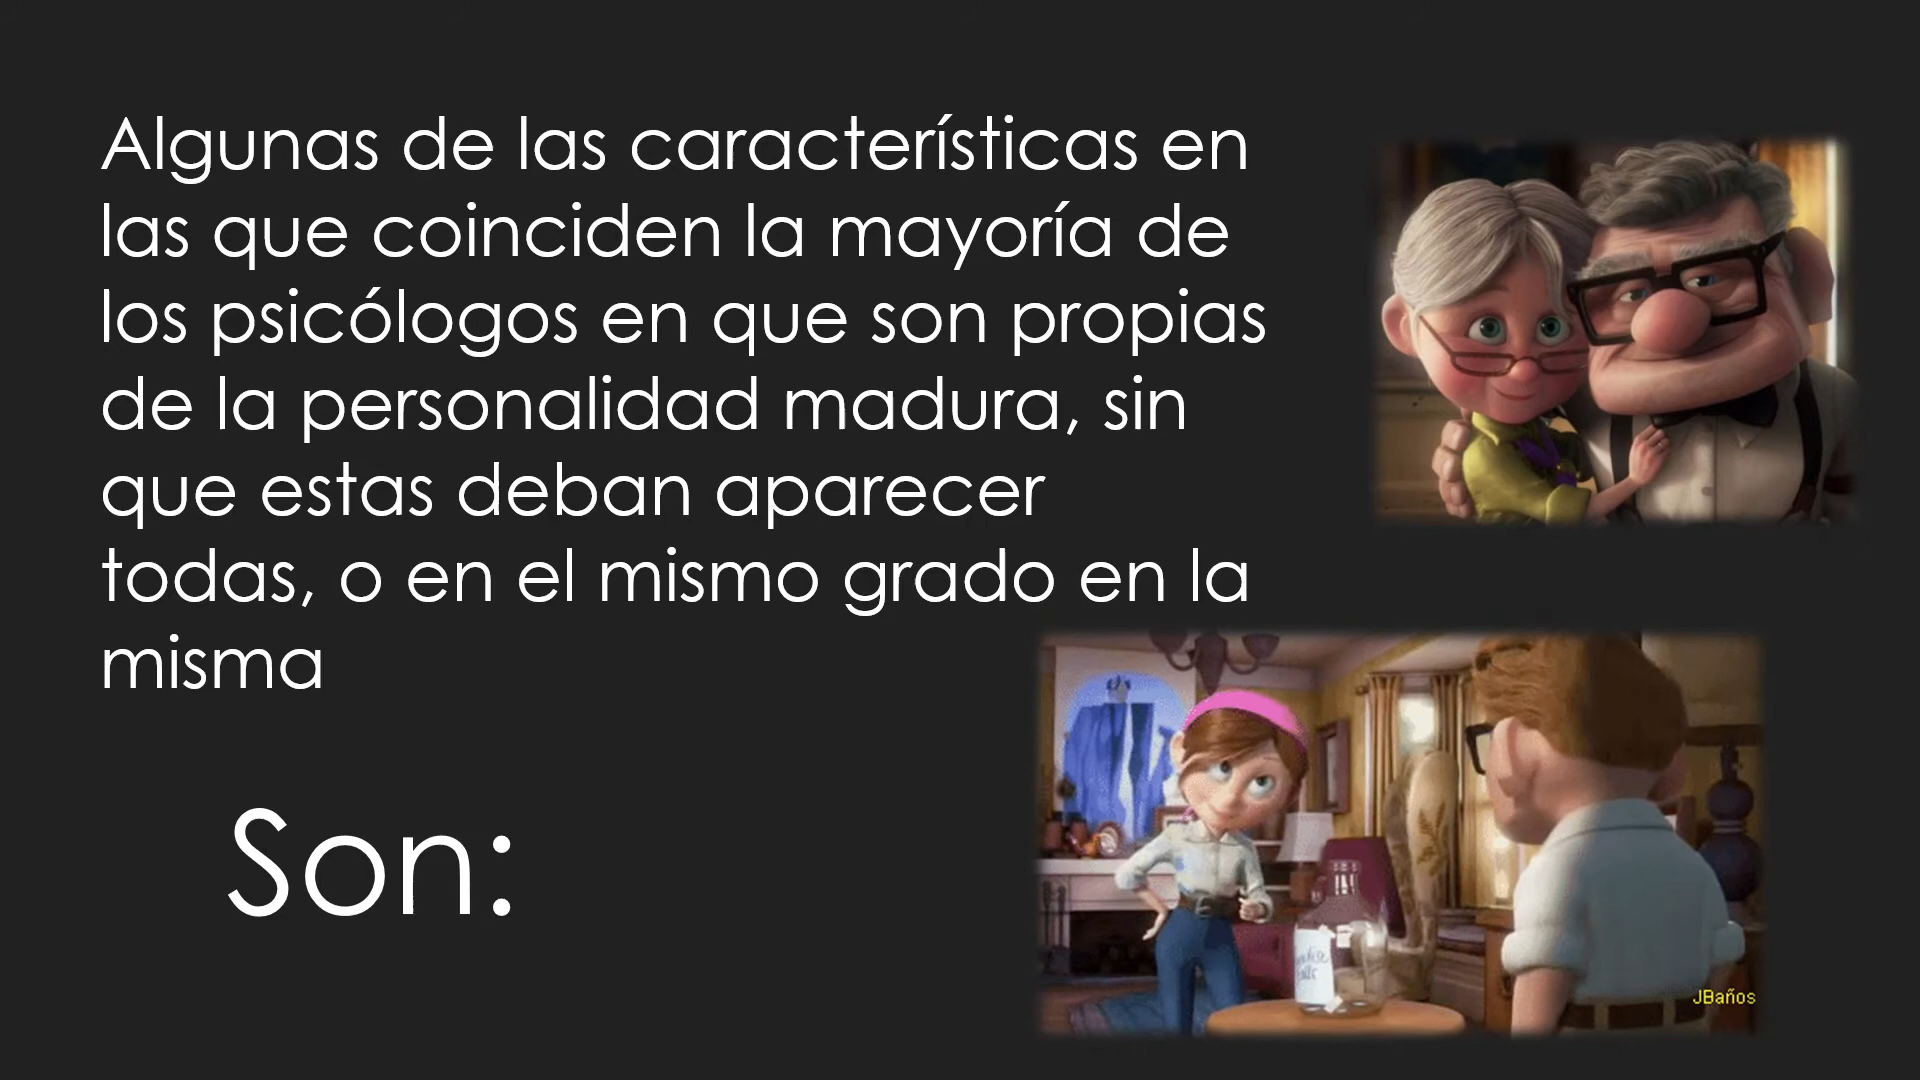 Algunas de las características en
las que coinciden la mayoría de
los psicólogos en que son propias
de la personalidad madura, sin
que estas deban aparecer
todas, o en el mismo grado en la
misma
Son:
JBaños